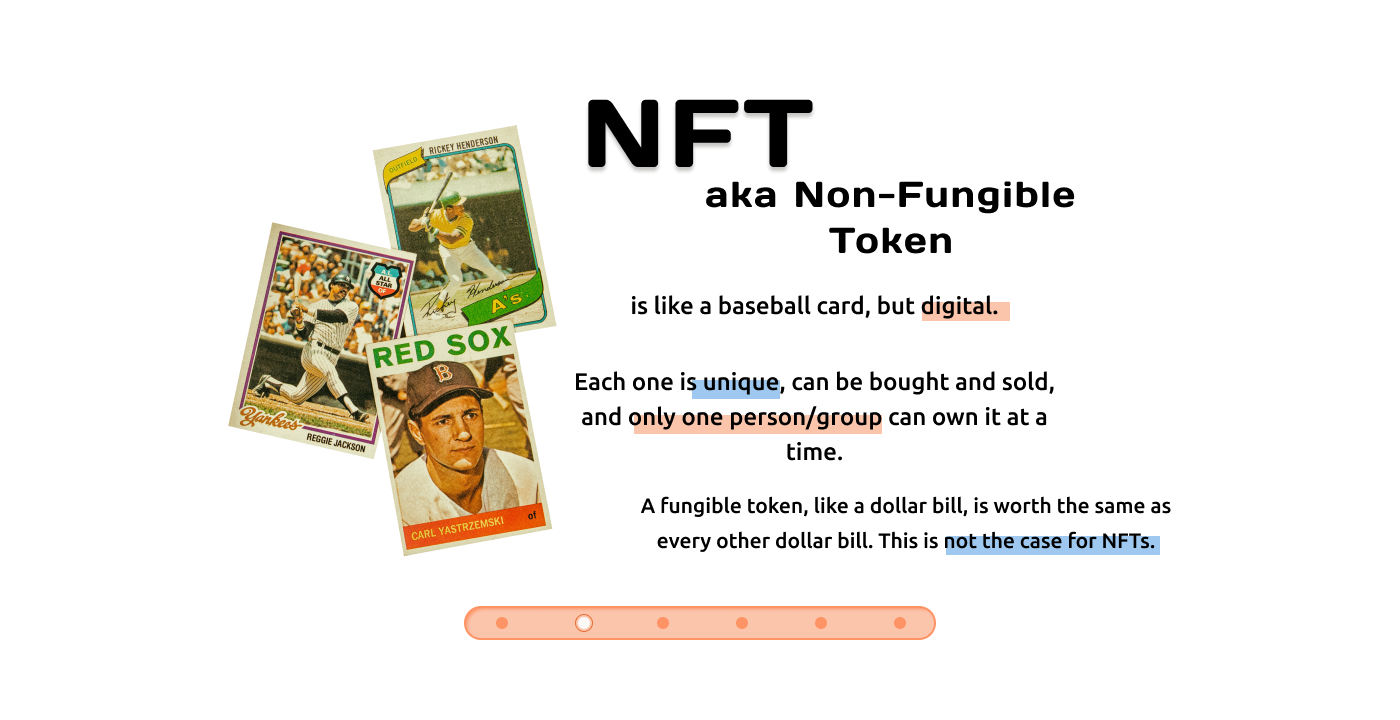 NFT
aka Non-Fungible
Token
is like a baseball card, but digital.
Each one is unique, can be bought and sold,
and only one person/group can own it at a
time.
A fungible token, like a dollar bill, is worth the same as
every other dollar bill. This is not the case for NFTs.
OUTFIELD
RICKEY HENDERSON
Rickey Henderson
A's
A.L.
ALL
STAR
OF
Yankees
REGGIE JACKSON
RED SOX
B
CARL YASTRZEMSKI
of